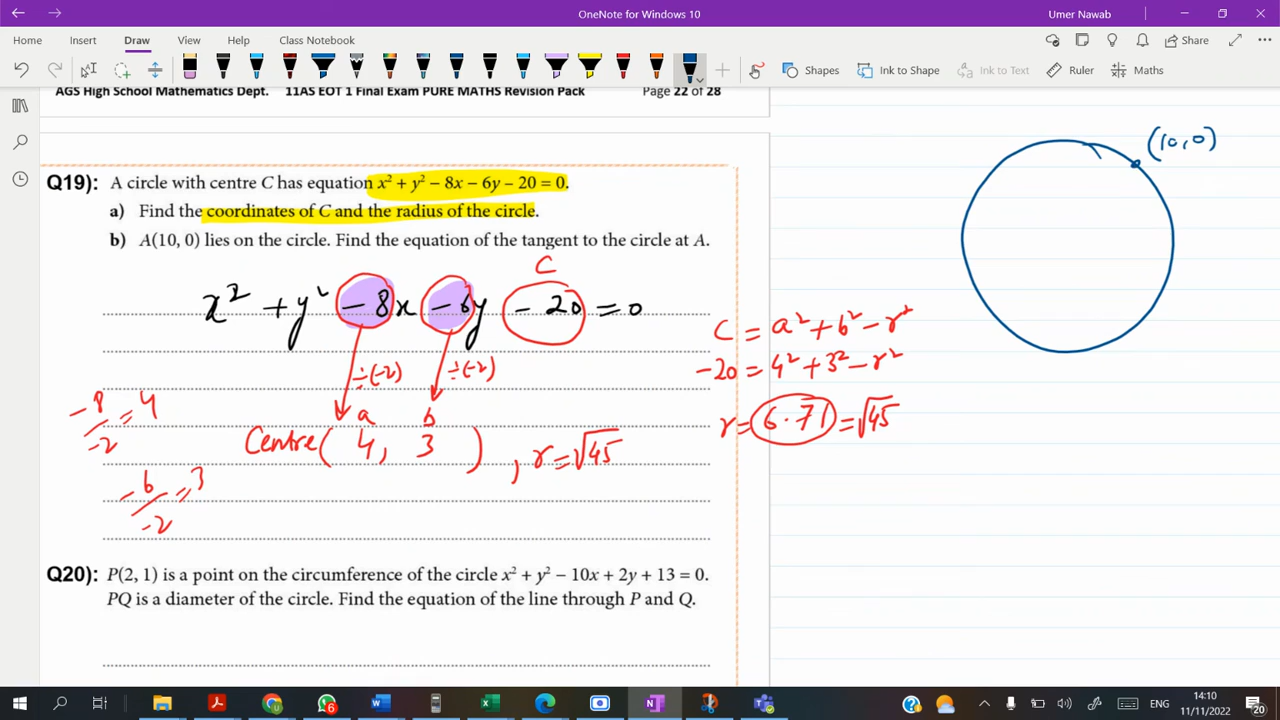 OneNote for Windows 10
Umer Nawab
Home Insert Draw View Help Class Notebook
Share
Shapes
Ink to Shape
Ink to Text
Ruler
Maths
AGS High School Mathematics Dept. 11AS EOT 1 Final Exam PURE MATHS Revision Pack Page 22 of 28
Q19): A circle with centre C has equation x² + y² − 8x − 6y − 20 = 0.
a) Find the coordinates of C and the radius of the circle.
b) A(10, 0) lies on the circle. Find the equation of the tangent to the circle at A.
(10,0)
C
x² + y² − 8x − 6y − 20 = 0
C = a² + b² − r²
÷(-2) ÷(-2)
-20 = 4² + 3² − r²
-8/-2 = 4
a b
r = 6.71 = √45
Centre( 4, 3 ), r = √45
-6/-2 = 3
Q20): P(2, 1) is a point on the circumference of the circle x² + y² − 10x + 2y + 13 = 0.
PQ is a diameter of the circle. Find the equation of the line through P and Q.
6
ENG
14:10
11/11/2022
20